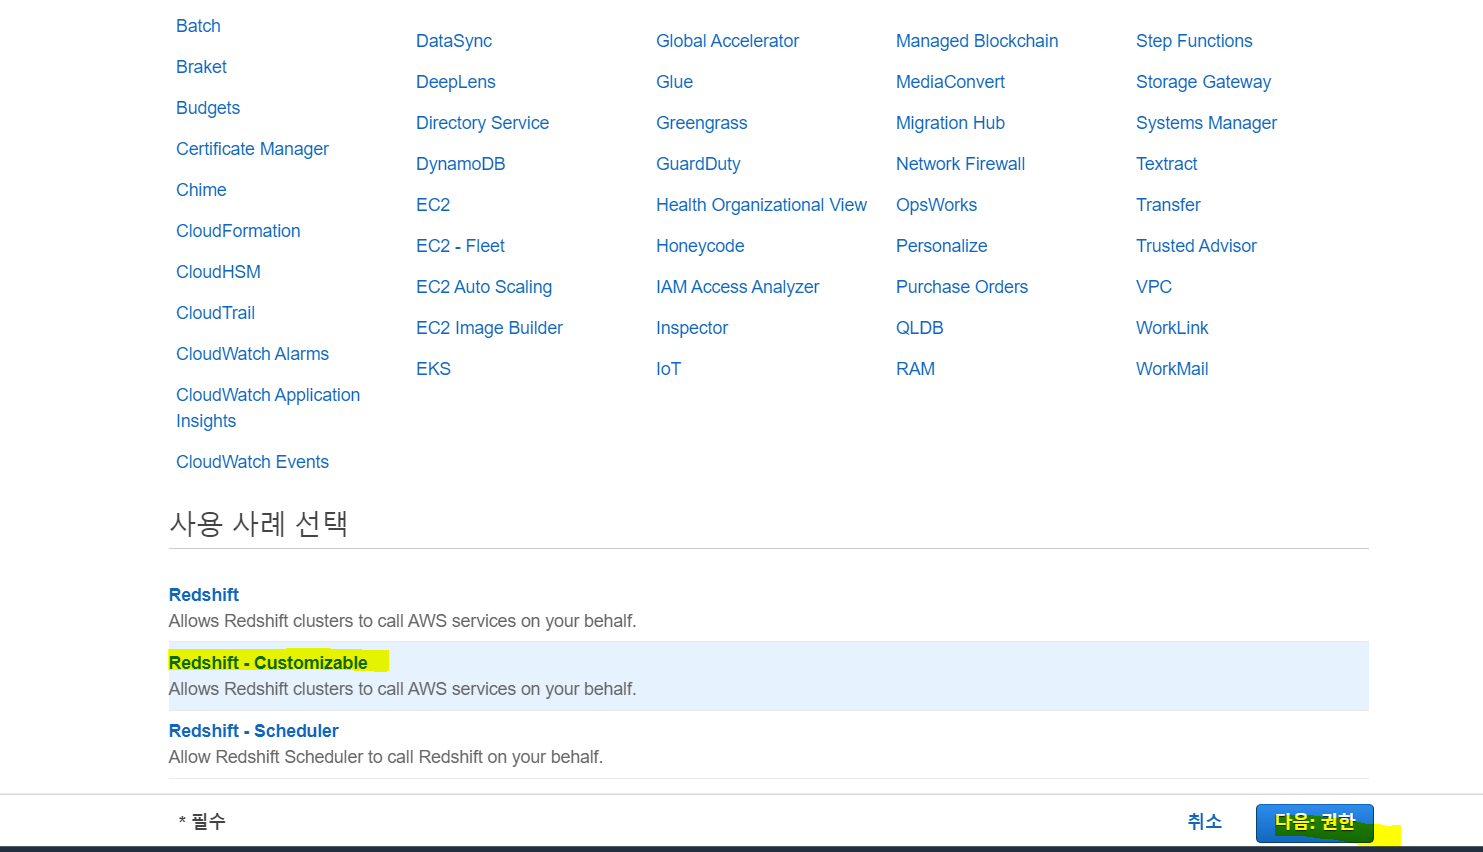 Batch
Braket
Budgets
Certificate Manager
Chime
CloudFormation
CloudHSM
CloudTrail
CloudWatch Alarms
CloudWatch Application
Insights
CloudWatch Events
DataSync
DeepLens
Directory Service
DynamoDB
EC2
EC2 - Fleet
EC2 Auto Scaling
EC2 Image Builder
EKS
Global Accelerator
Glue
Greengrass
GuardDuty
Health Organizational View
Honeycode
IAM Access Analyzer
Inspector
IoT
Managed Blockchain
MediaConvert
Migration Hub
Network Firewall
OpsWorks
Personalize
Purchase Orders
QLDB
RAM
Step Functions
Storage Gateway
Systems Manager
Textract
Transfer
Trusted Advisor
VPC
WorkLink
WorkMail
사용 사례 선택
Redshift
Allows Redshift clusters to call AWS services on your behalf.
Redshift - Customizable
Allows Redshift clusters to call AWS services on your behalf.
Redshift - Scheduler
Allow Redshift Scheduler to call Redshift on your behalf.
* 필수
취소
다음: 권한